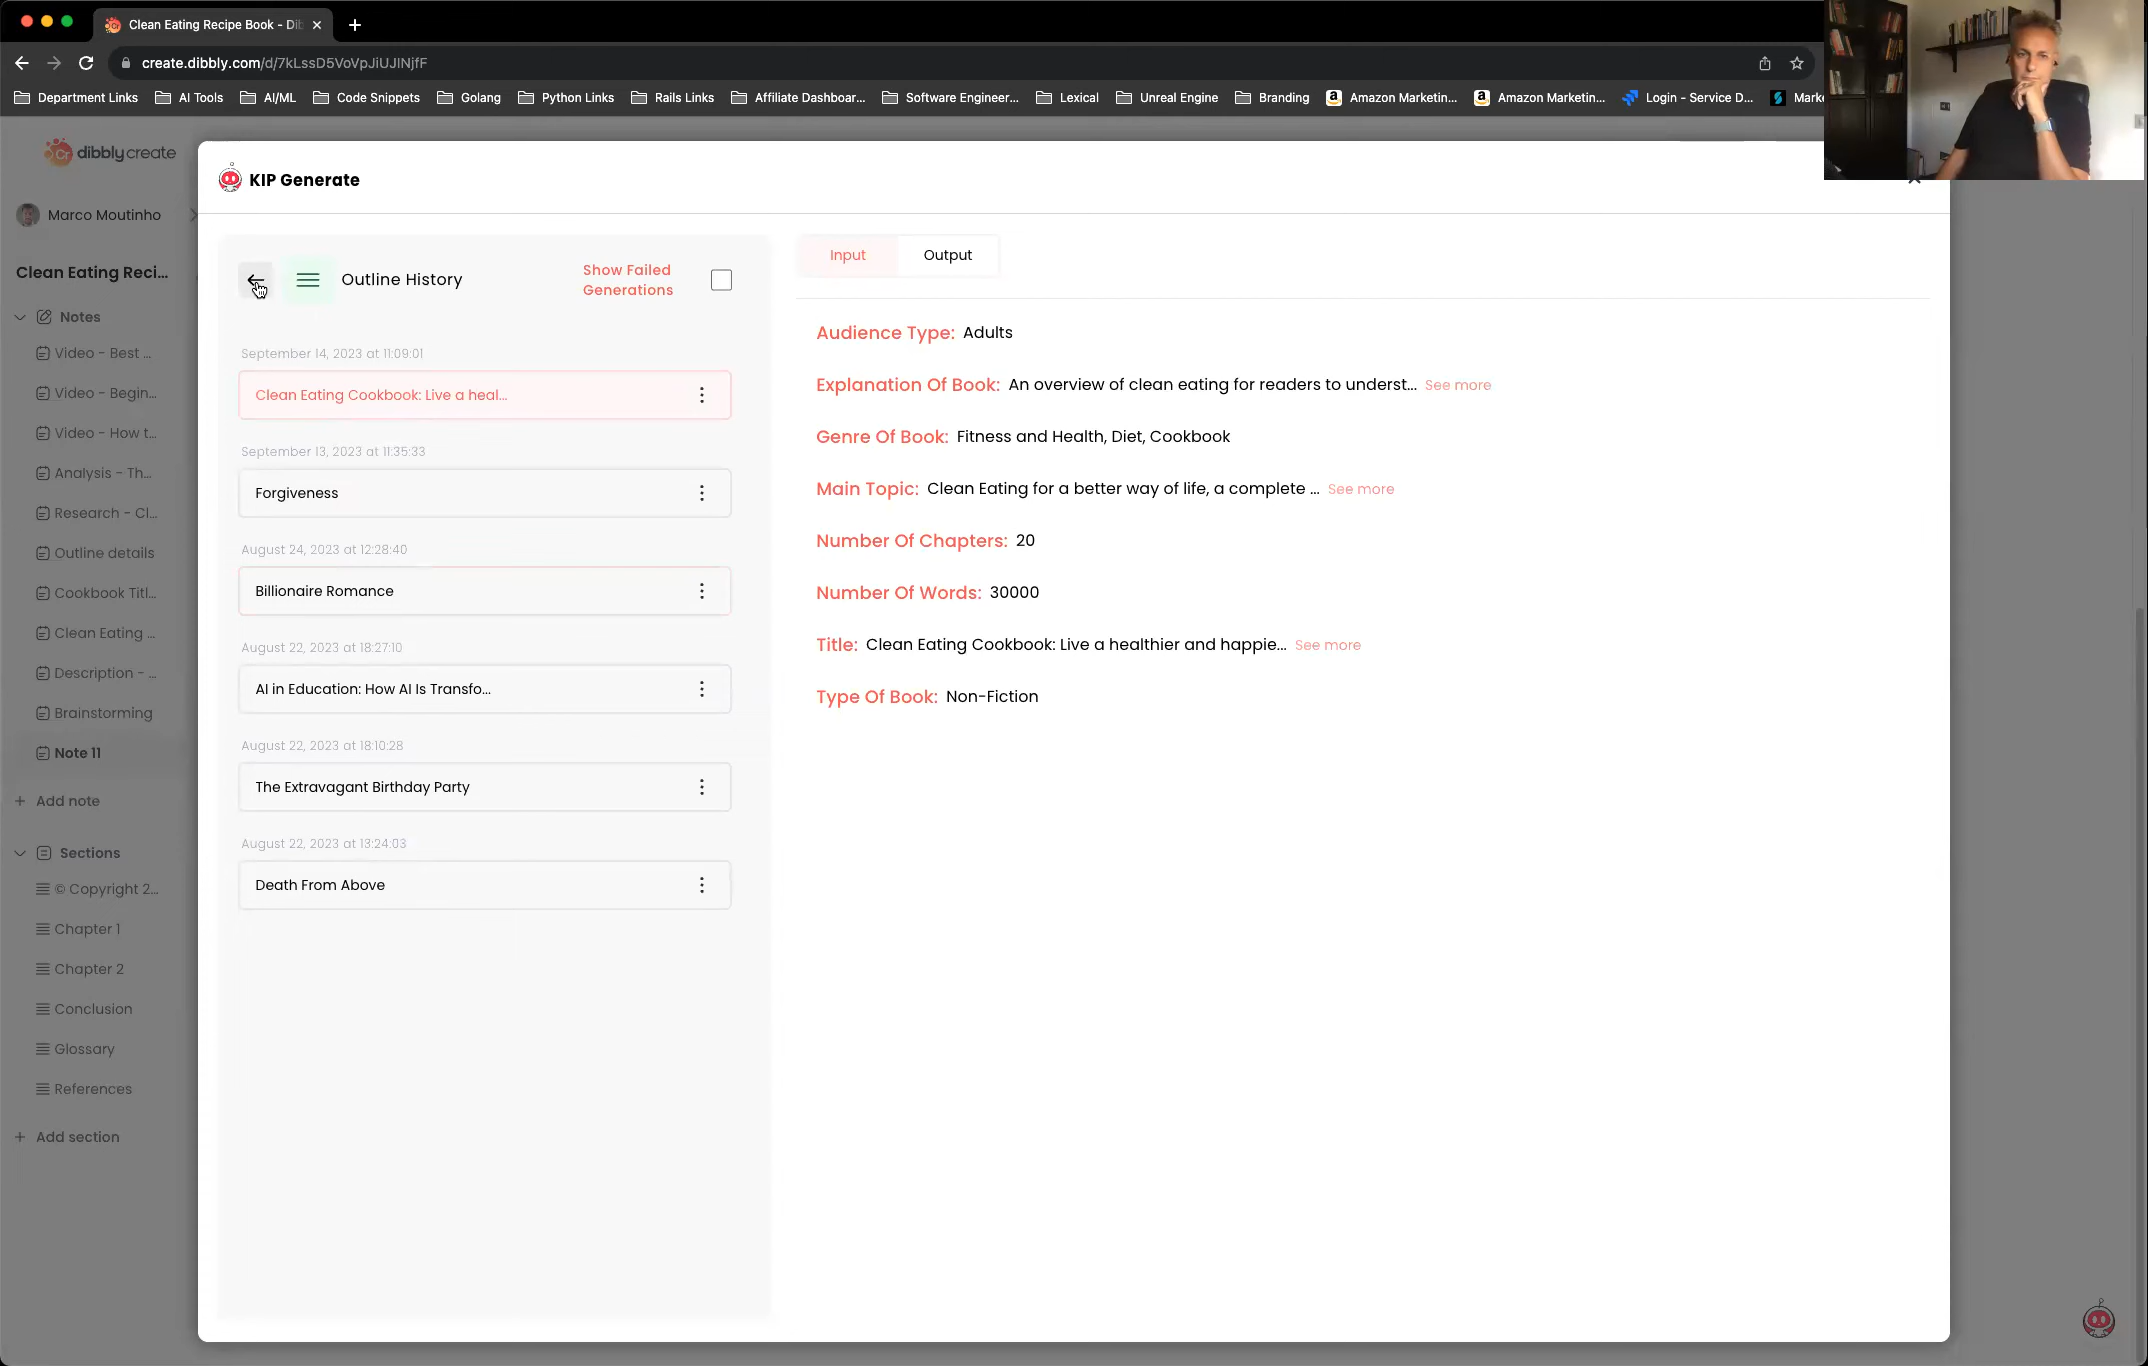 Clean Eating Recipe Book - Dib
create.dibbly.com/d/7kLssD5VoVpJiUJlNjfF
Department Links
AI Tools
AI/ML
Code Snippets
Golang
Python Links
Rails Links
Affiliate Dashboar...
Software Engineer...
Lexical
Unreal Engine
Branding
Amazon Marketin...
Amazon Marketin...
Login - Service D...
Marke
dibblycreate
Marco Moutinho
Clean Eating Reci...
Notes
Video - Best ...
Video - Begin...
Video - How t...
Analysis - Th...
Research - Cl...
Outline details
Cookbook Titl...
Clean Eating ...
Description - ...
Brainstorming
Note 11
Add note
Sections
© Copyright 2...
Chapter 1
Chapter 2
Conclusion
Glossary
References
Add section
KIP Generate
Outline History
Show Failed
Generations
September 14, 2023 at 11:09:01
Clean Eating Cookbook: Live a heal...
September 13, 2023 at 11:35:33
Forgiveness
August 24, 2023 at 12:28:40
Billionaire Romance
August 22, 2023 at 18:27:10
AI in Education: How AI Is Transfo...
August 22, 2023 at 18:10:28
The Extravagant Birthday Party
August 22, 2023 at 13:24:03
Death From Above
Input
Output
Audience Type: Adults
Explanation Of Book: An overview of clean eating for readers to underst... See more
Genre Of Book: Fitness and Health, Diet, Cookbook
Main Topic: Clean Eating for a better way of life, a complete ... See more
Number Of Chapters: 20
Number Of Words: 30000
Title: Clean Eating Cookbook: Live a healthier and happie... See more
Type Of Book: Non-Fiction